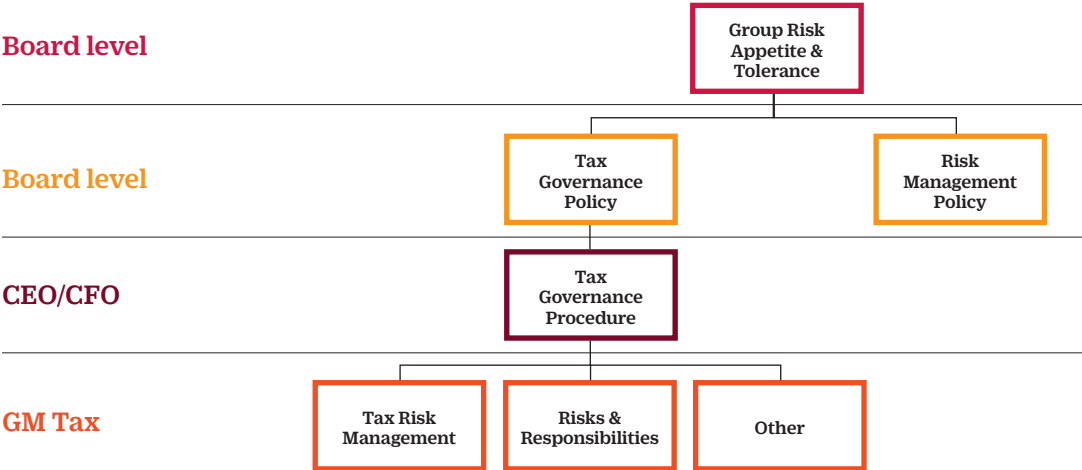 Board level
Group Risk
Appetite &
Tolerance
Board level
Tax
Governance
Policy
Risk
Management
Policy
CEO/CFO
Tax
Governance
Procedure
GM Tax
Tax Risk
Management
Risks &
Responsibilities
Other